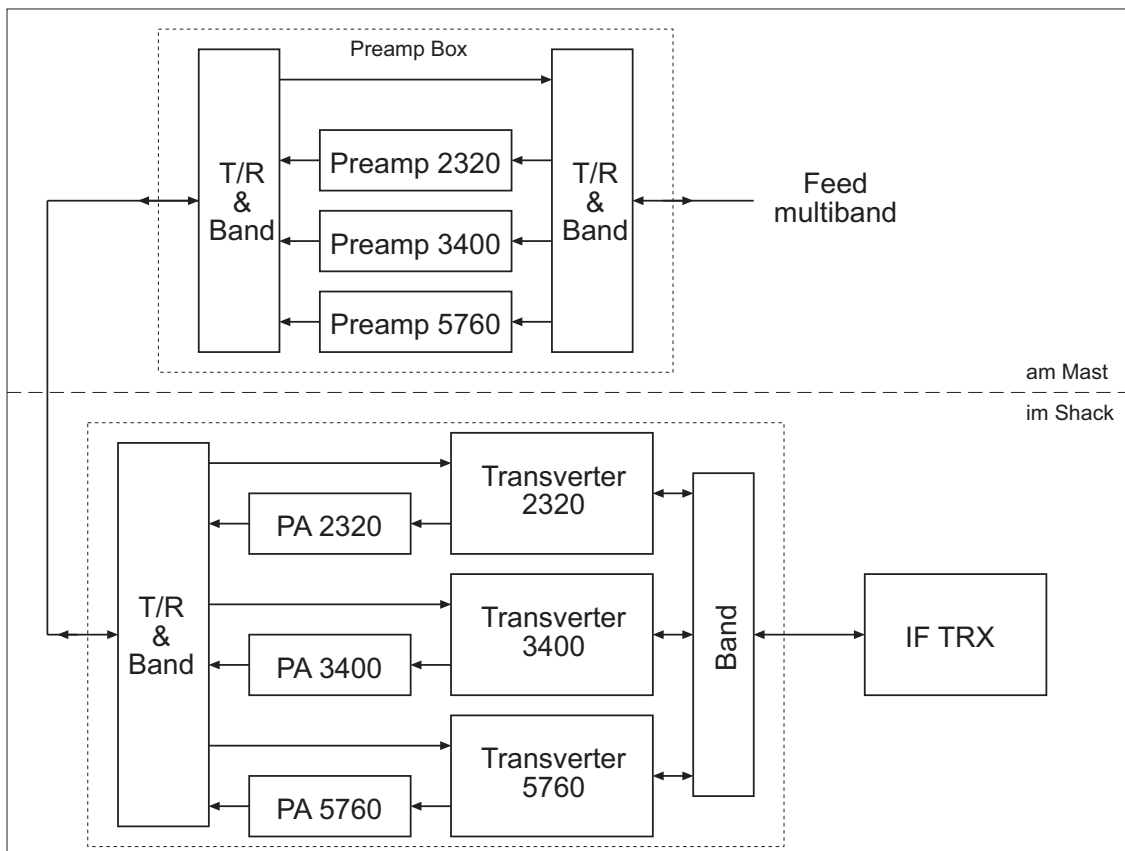 Preamp Box
T/R
&
Band
Preamp 2320
Preamp 3400
Preamp 5760
T/R
&
Band
Feed
multiband
am Mast
im Shack
T/R
&
Band
PA 2320
PA 3400
PA 5760
Transverter
2320
Transverter
3400
Transverter
5760
Band
IF TRX